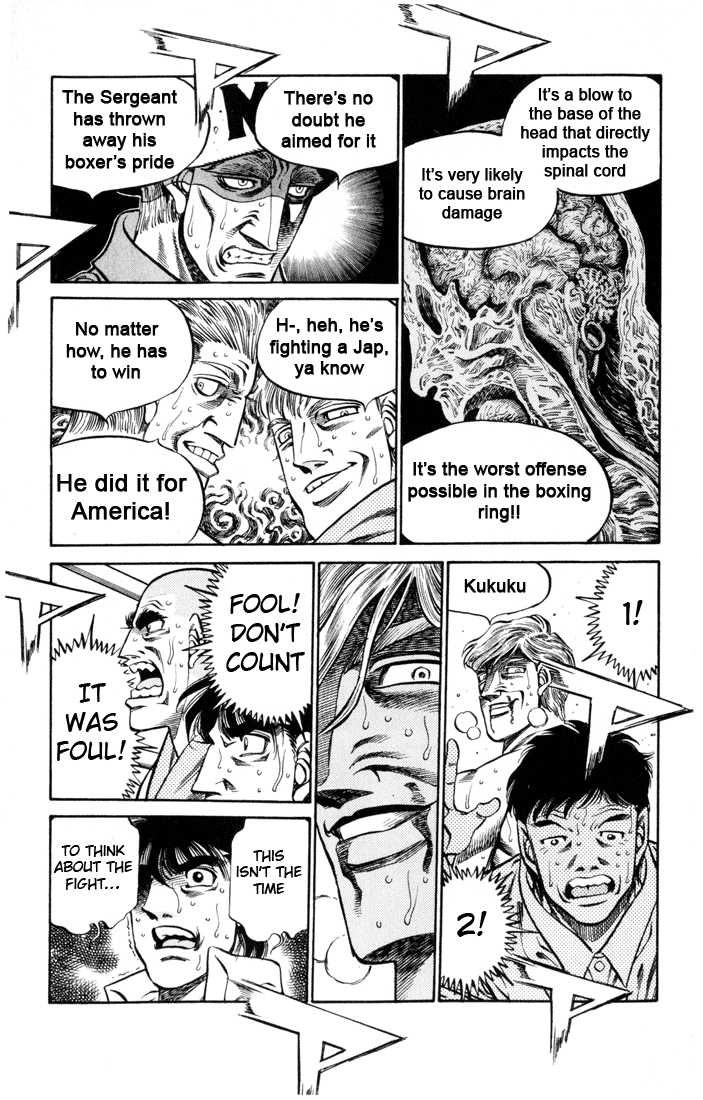 It's a blow to
the base of the
head that directly
impacts the
spinal cord
It's very likely
to cause brain
damage
It's the worst offense
possible in the boxing
ring!!
There's no
doubt he
aimed for it
N
The Sergeant
has thrown
away his
boxer's pride
H-, heh, he's
fighting a Jap,
ya know
No matter
how, he has
to win
He did it for
America!
1!
Kukuku
2!
FOOL!
DON'T
COUNT
IT
WAS
FOUL!
THIS
ISN'T THE
TIME
TO THINK
ABOUT THE
FIGHT...